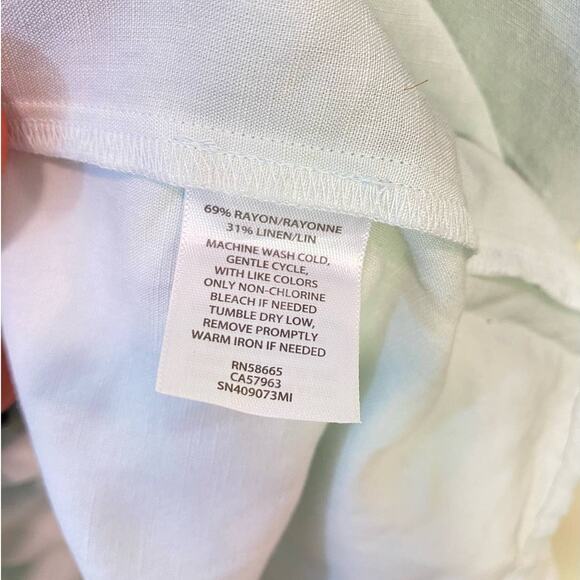 69% RAYON/RAYONNE
31% LINEN/LIN
MACHINE WASH COLD,
GENTLE CYCLE,
WITH LIKE COLORS
ONLY NON-CHLORINE
BLEACH IF NEEDED
TUMBLE DRY LOW,
REMOVE PROMPTLY
WARM IRON IF NEEDED
RN58665
CA57963
SN409073MI